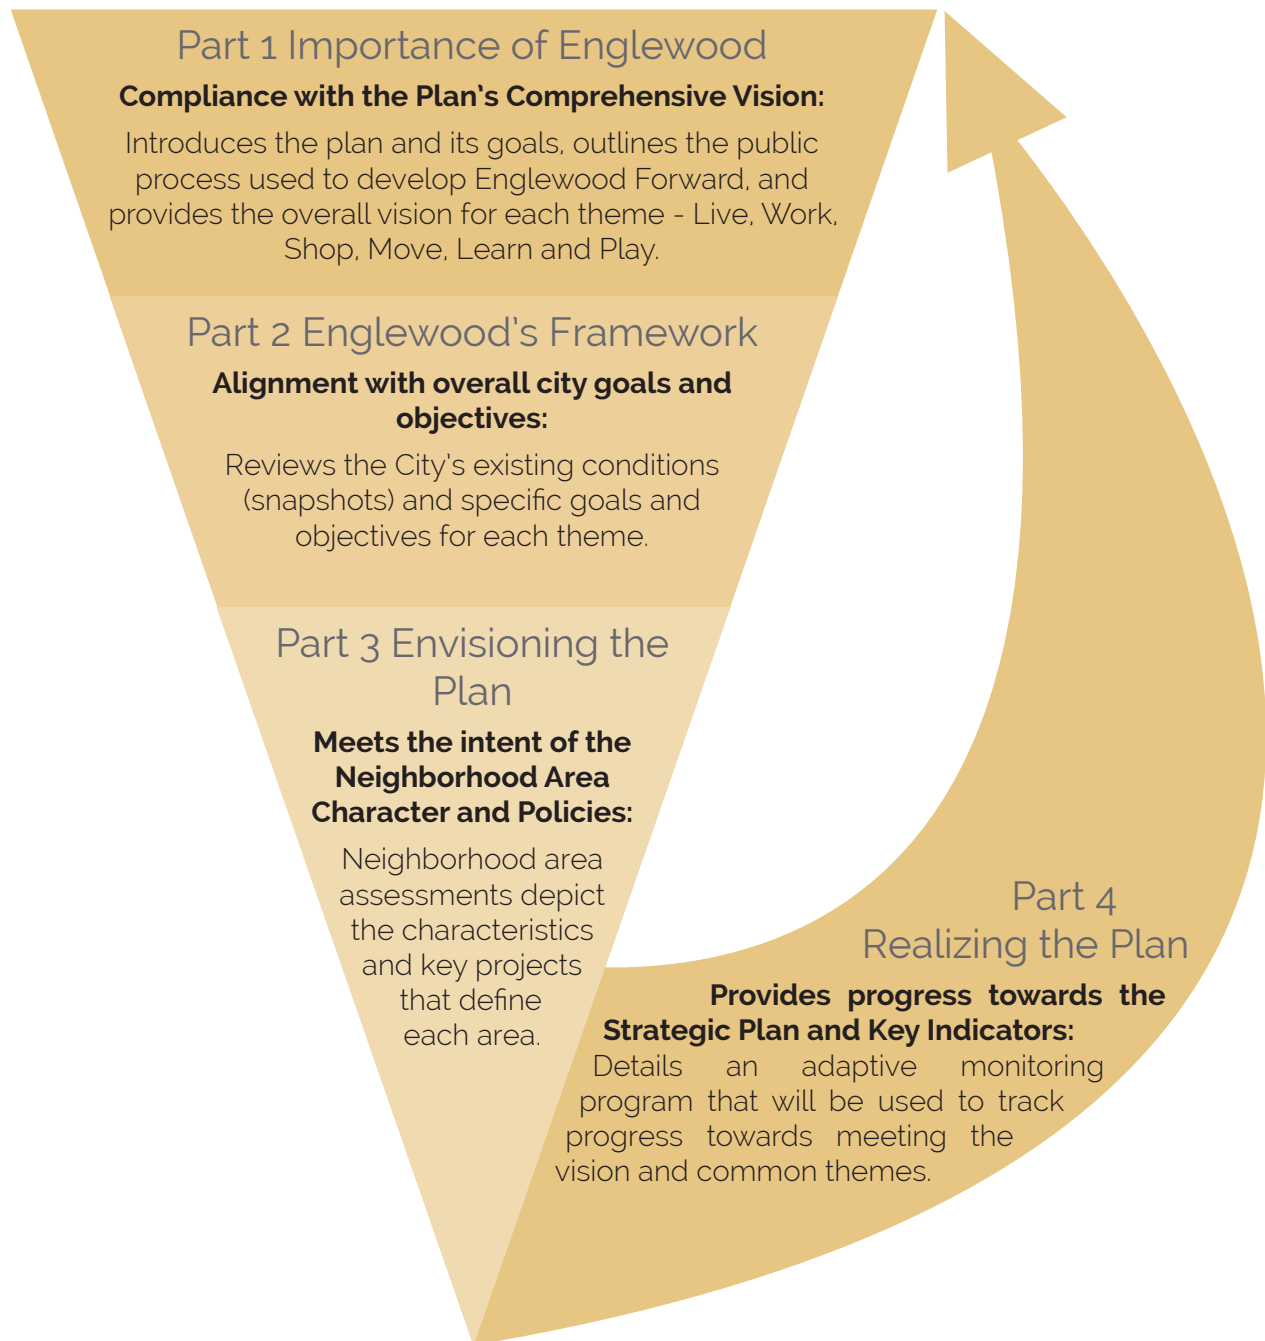 Part 1 Importance of Englewood
Compliance with the Plan's Comprehensive Vision:
Introduces the plan and its goals, outlines the public
process used to develop Englewood Forward, and
provides the overall vision for each theme - Live, Work,
Shop, Move, Learn and Play.
Part 2 Englewood's Framework
Alignment with overall city goals and
objectives:
Reviews the City's existing conditions
(snapshots) and specific goals and
objectives for each theme.
Part 3 Envisioning the
Plan
Meets the intent of the
Neighborhood Area
Character and Policies:
Neighborhood area
assessments depict
the characteristics
and key projects
that define
each area.
Part 4
Realizing the Plan
Provides progress towards the
Strategic Plan and Key Indicators:
Details an adaptive monitoring
program that will be used to track
progress towards meeting the
vision and common themes.